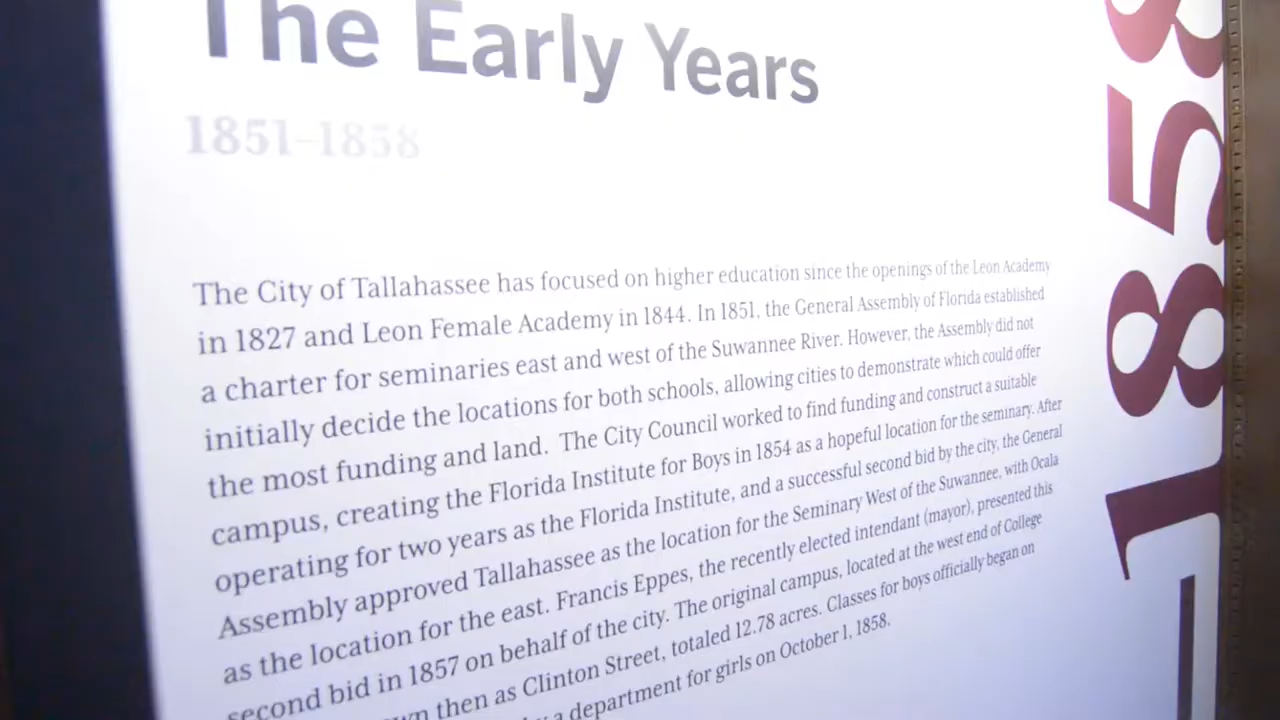 The Early Years
1851–1858
The City of Tallahassee has focused on higher education since the openings of the Leon Academy
in 1827 and Leon Female Academy in 1844. In 1851, the General Assembly of Florida established
a charter for seminaries east and west of the Suwannee River. However, the Assembly did not
initially decide the locations for both schools, allowing cities to demonstrate which could offer
the most funding and land. The City Council worked to find funding and construct a suitable
campus, creating the Florida Institute for Boys in 1854 as a hopeful location for the seminary. After
operating for two years as the Florida Institute, and a successful second bid by the city, the General
Assembly approved Tallahassee as the location for the Seminary West of the Suwannee, with Ocala
as the location for the east. Francis Eppes, the recently elected intendant (mayor), presented this
second bid in 1857 on behalf of the city. The original campus, located at the west end of College
then as Clinton Street, totaled 12.78 acres. Classes for boys officially began on
a department for girls on October 1, 1858.
1858